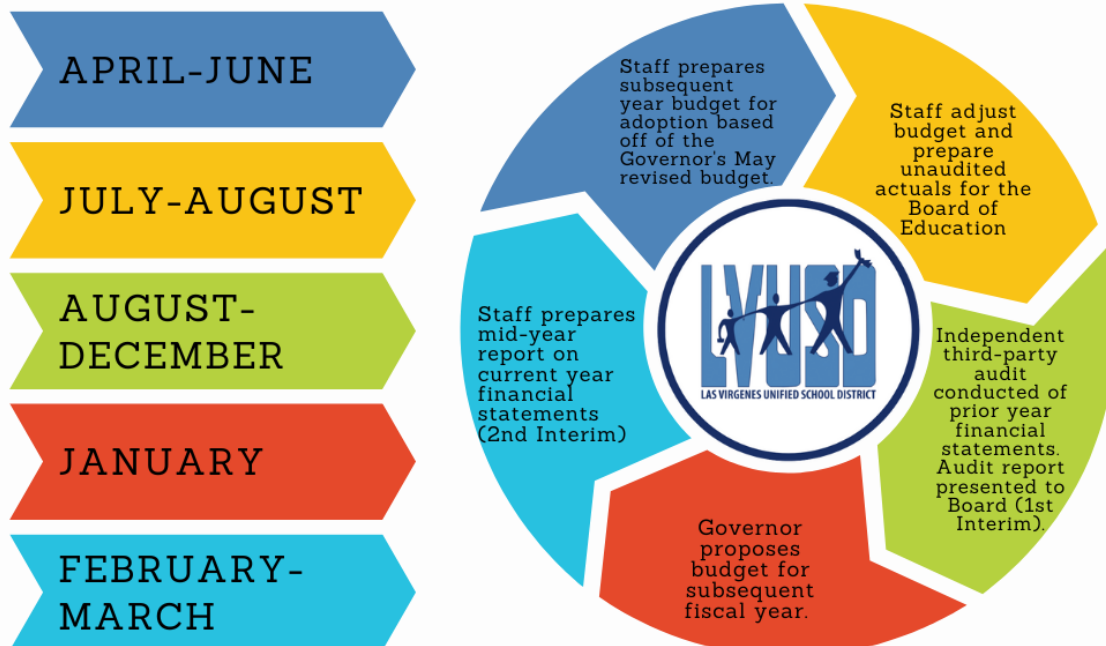 APRIL-JUNE
JULY-AUGUST
AUGUST-
DECEMBER
JANUARY
FEBRUARY-
MARCH
Staff prepares
subsequent
year budget for
adoption based
off of the
Governor's May
revised budget.
Staff adjust
budget and
prepare
unaudited
actuals for the
Board of
Education
Independent
third-party
audit
conducted of
prior year
financial
statements.
Audit report
presented to
Board (1st
Interim).
Governor
proposes
budget for
subsequent
fiscal year.
Staff prepares
mid-year
report on
current year
financial
statements
(2nd Interim)
LVUSD
LAS VIRGENES UNIFIED SCHOOL DISTRICT